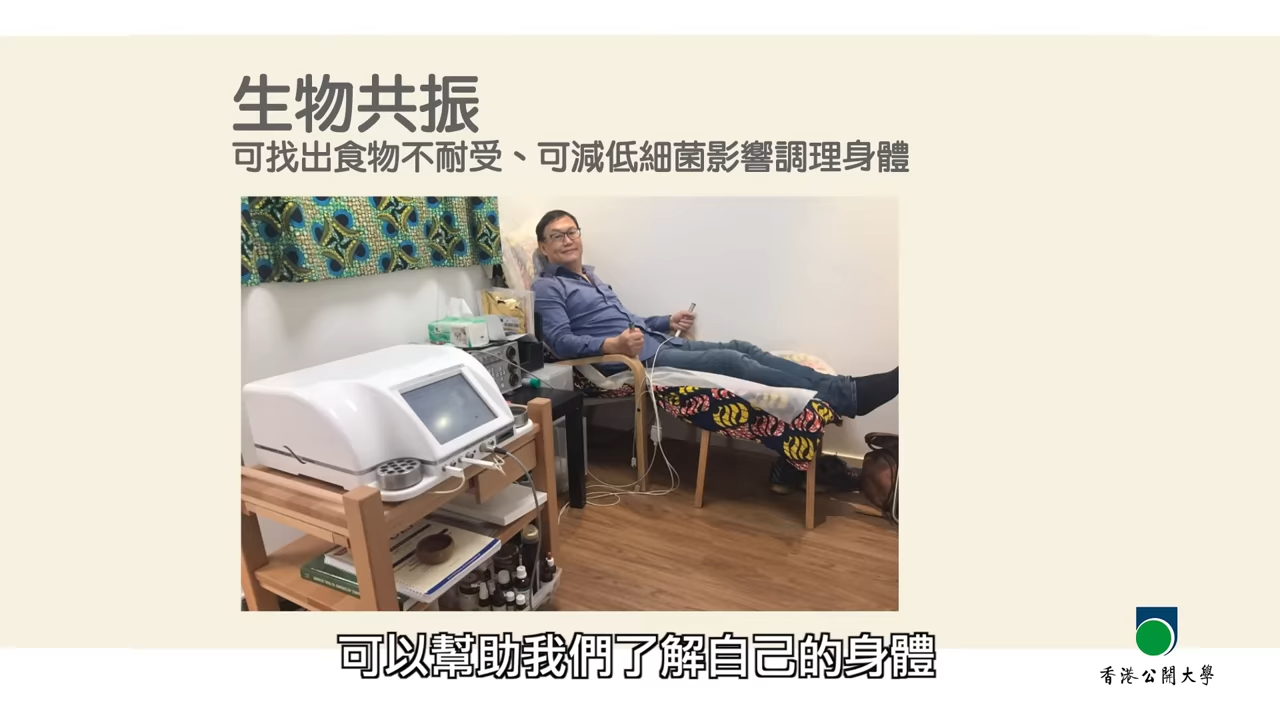 生物共振
可找出食物不耐受、可減低細菌影響調理身體
可以幫助我們了解自己的身體
香港公開大學